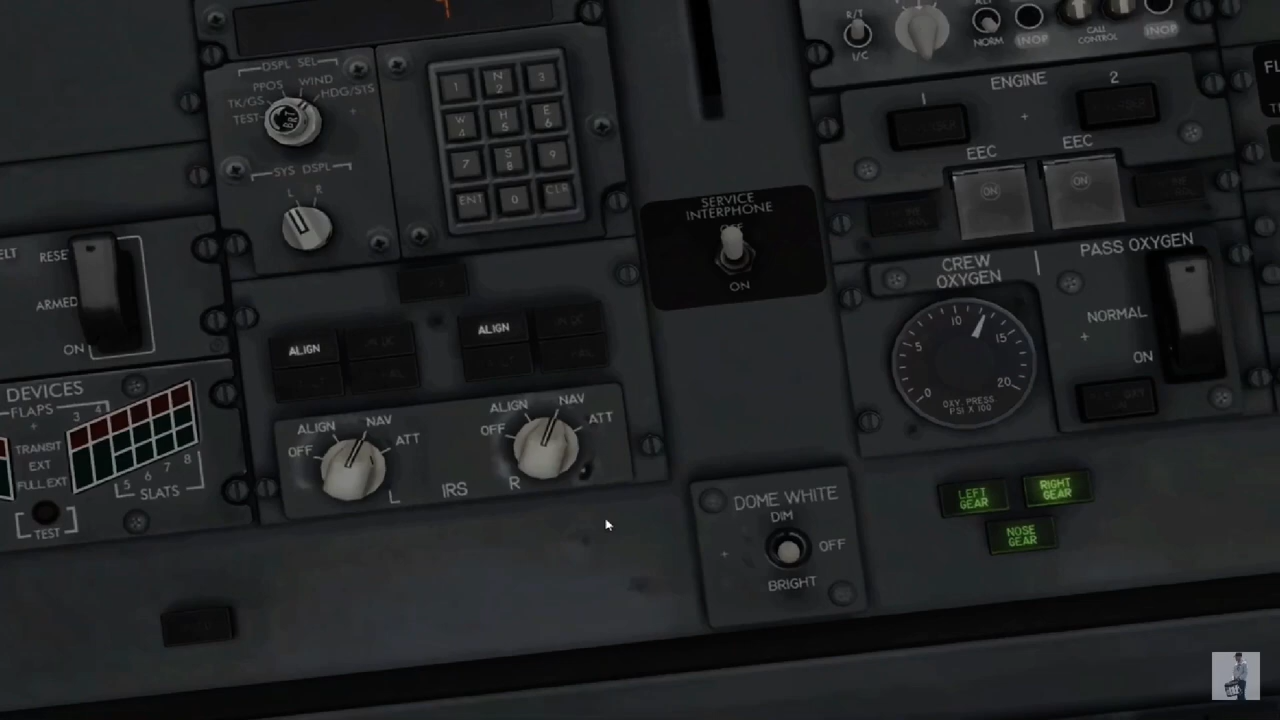 DSPL SEL
PPOS
WIND
TK/GS
HDG/STS
TEST
SYS DSPL
L
R
1
N
2
3
W
4
H
5
E
6
7
S
8
9
ENT
0
CLR
R/T
I/C
NORM
INOP
CALL
CONTROL
INOP
ENGINE
1
2
EEC
EEC
ON
ON
SERVICE
INTERPHONE
OFF
ON
CREW
OXYGEN
PASS OXYGEN
NORMAL
ON
0
5
10
15
20
OXY. PRESS
PSI X 100
ELT
RESET
ARMED
ON
ALIGN
ALIGN
OFF
ALIGN
NAV
ATT
L
IRS
R
OFF
ALIGN
NAV
ATT
DEVICES
FLAPS
3
4
TRANSIT
EXT
FULL EXT
5
6
7
8
SLATS
TEST
DOME WHITE
DIM
OFF
BRIGHT
LEFT
GEAR
RIGHT
GEAR
NOSE
GEAR